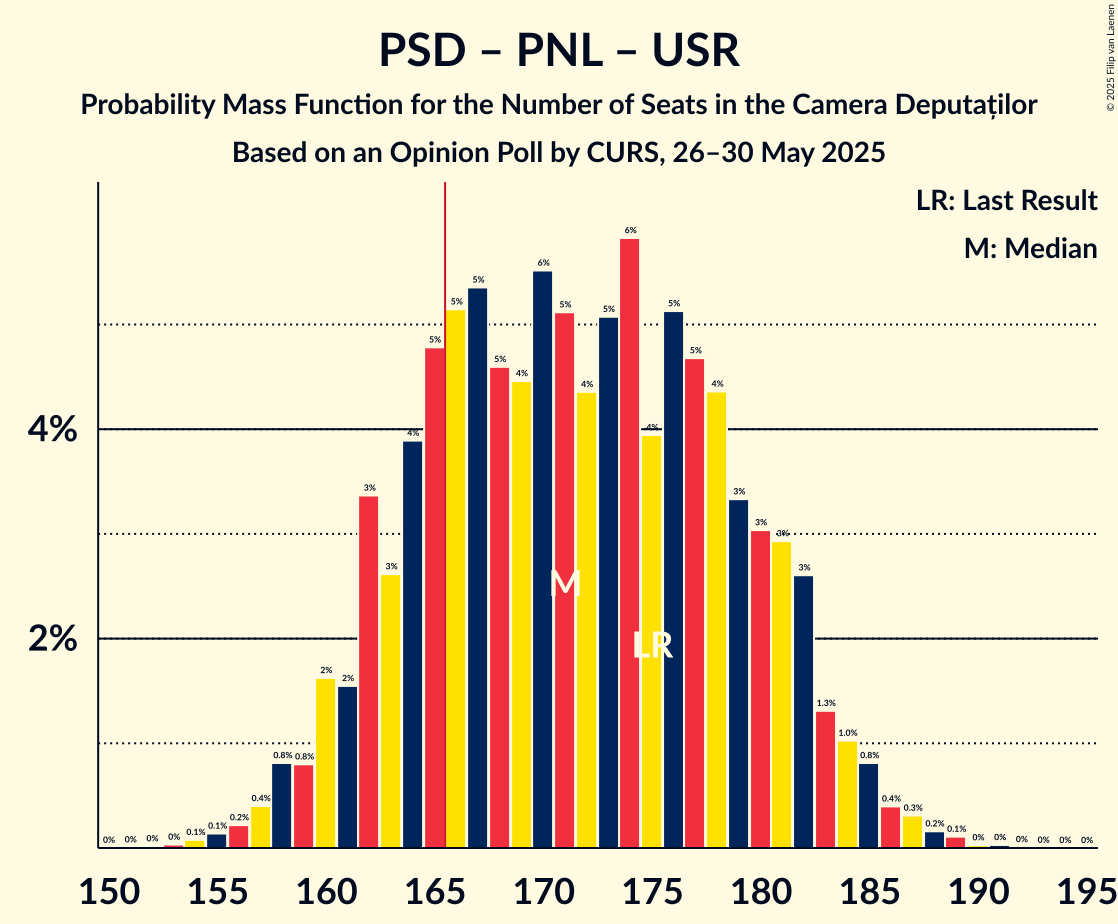 © 2025 Filip van Laenen
PSD – PNL – USR
Probability Mass Function for the Number of Seats in the Camera Deputaților
Based on an Opinion Poll by CURS, 26–30 May 2025
LR: Last Result
M: Median
4%
2%
0% 0% 0% 0% 0.1% 0.1% 0.2% 0.4% 0.8% 0.8% 2% 2% 3% 3% 4% 5% 5% 5% 5% 4% 6% 5% 4% 5% 6% 4% 5% 5% 4% 3% 3% 3% 3% 1.3% 1.0% 0.8% 0.4% 0.3% 0.2% 0.1% 0% 0% 0% 0% 0% 0%
M
LR
150 155 160 165 170 175 180 185 190 195